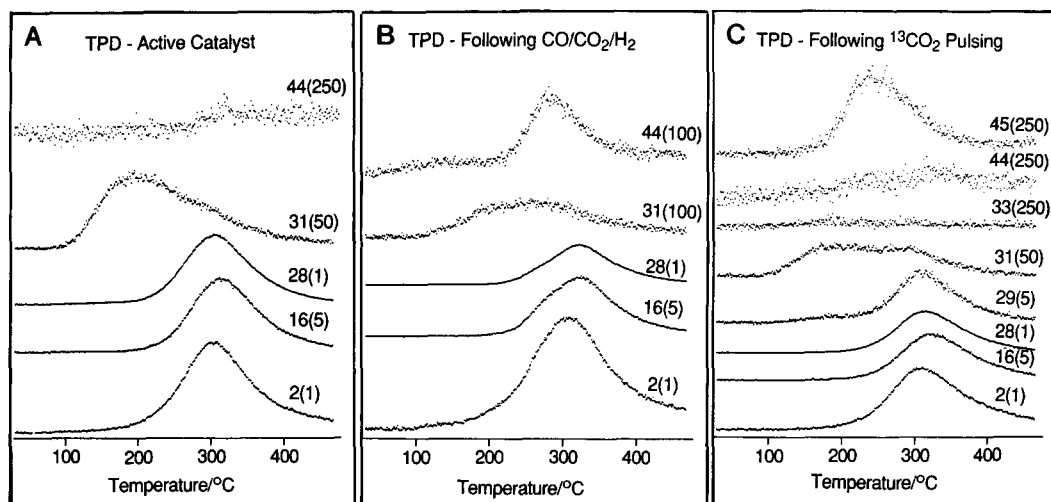 A
TPD - Active Catalyst
44(250)
31(50)
28(1)
16(5)
2(1)
100 200 300 400
Temperature/°C
B
TPD - Following CO/CO₂/H₂
44(100)
31(100)
28(1)
16(5)
2(1)
100 200 300 400
Temperature/°C
C
TPD - Following ¹³CO₂ Pulsing
45(250)
44(250)
33(250)
31(50)
29(5)
28(1)
16(5)
2(1)
100 200 300 400
Temperature/°C